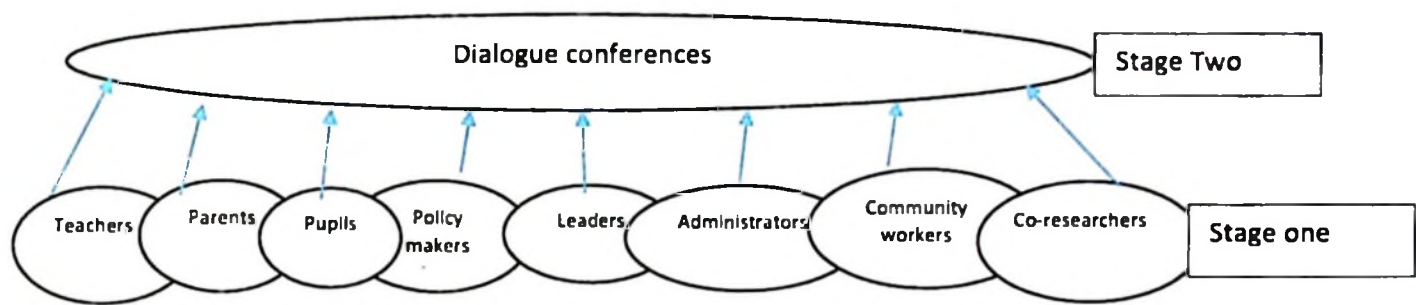 Dialogue conferences
Stage Two
Teachers
Parents
Pupils
Policy
makers
Leaders
Administrators
Community
workers
Co-researchers
Stage one